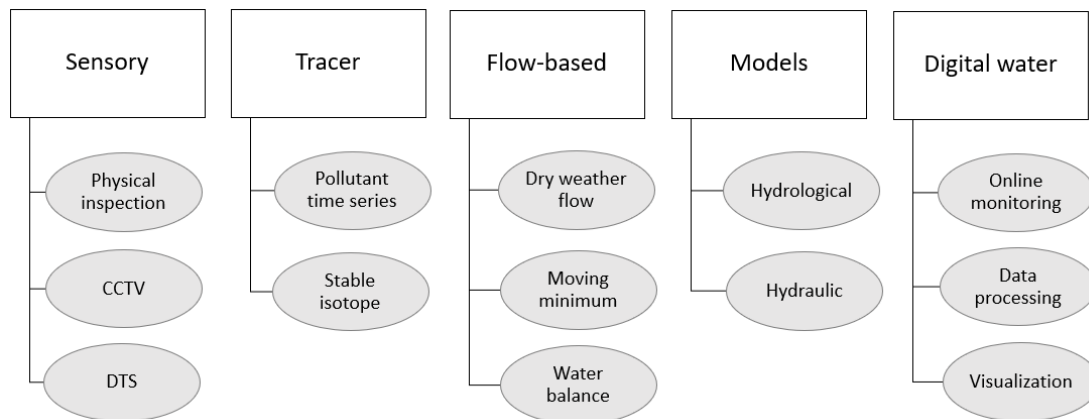 Sensory
Physical
inspection
CCTV
DTS
Tracer
Pollutant
time series
Stable
isotope
Flow-based
Dry weather
flow
Moving
minimum
Water
balance
Models
Hydrological
Hydraulic
Digital water
Online
monitoring
Data
processing
Visualization